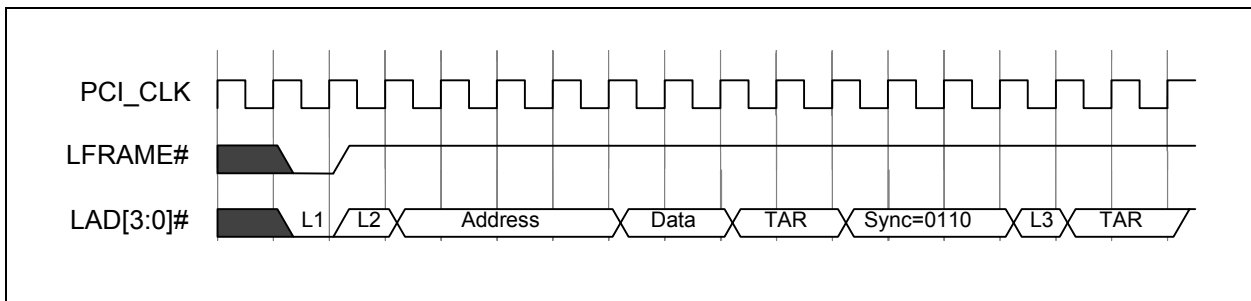 PCI_CLK
LFRAME#
LAD[3:0]# L1 L2 Address Data TAR Sync=0110 L3 TAR